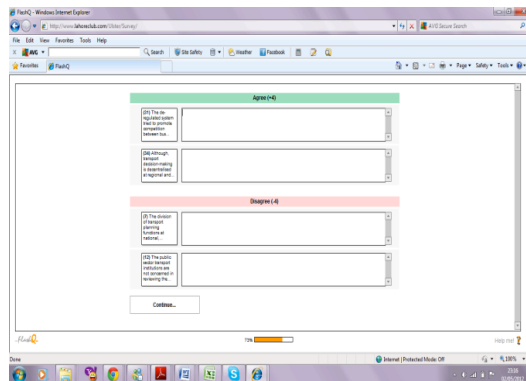 FlashQ - Windows Internet Explorer
AVG Secure Search
File Edit View Favorites Tools Help
AVG Search Site Safety Weather Facebook
Favorites FlashQ Page Safety Tools
Agree (+4)
(31) The de-
regulated system
tried to promote
competition
between bus...
(34) Although,
transport
decision-making
is decentralised
at regional and...
Disagree (-4)
(7) The division
of transport
planning
functions at
national,...
(12) The public
sector transport
institutions are
not concerned in
reviewing the...
Continue...
FlashQ 73% Help me! ?
Done Internet | Protected Mode: Off 100%